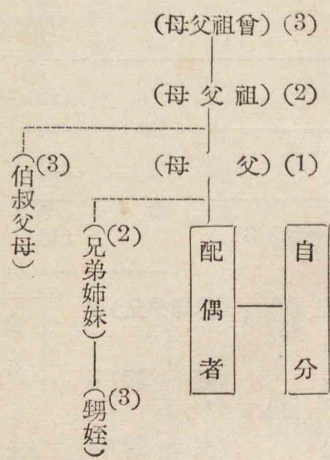 (母父祖曾) (3)
(母父祖) (2)
(母父) (1)
自分
配偶者
(2)(兄弟姉妹)
(3)(甥姪)
(3)(伯叔父母)